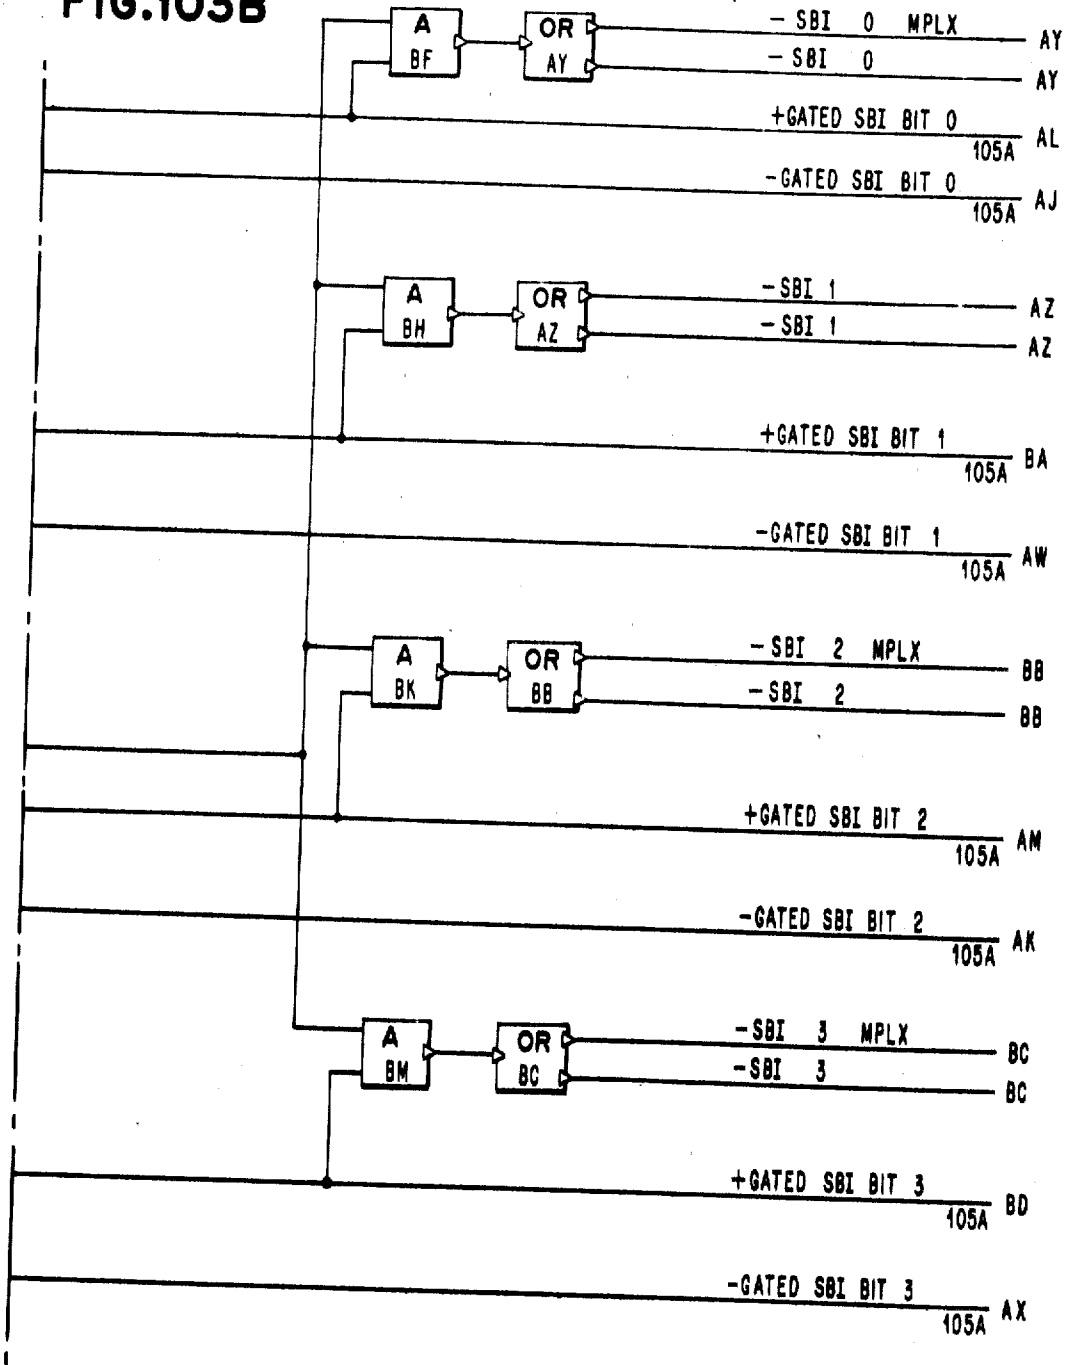 FIG.103B
A
BF
OR
AY
- SBI 0 MPLX AY
- SBI 0 AY
+GATED SBI BIT 0 AL
105A
-GATED SBI BIT 0 AJ
105A
A
BH
OR
AZ
-SBI 1 AZ
-SBI 1 AZ
+GATED SBI BIT 1 BA
105A
-GATED SBI BIT 1 AW
105A
A
BK
OR
BB
-SBI 2 MPLX BB
-SBI 2 BB
+GATED SBI BIT 2 AM
105A
-GATED SBI BIT 2 AK
105A
A
BM
OR
BC
-SBI 3 MPLX BC
-SBI 3 BC
+GATED SBI BIT 3 BD
105A
-GATED SBI BIT 3 AX
105A